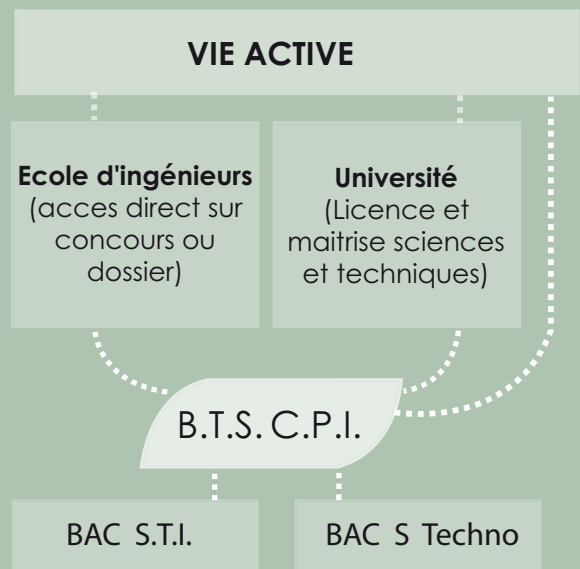 VIE ACTIVE
Ecole d'ingénieurs
(acces direct sur
concours ou
dossier)
Université
(Licence et
maitrise sciences
et techniques)
B.T.S. C.P.I.
BAC S.T.I.
BAC S Techno